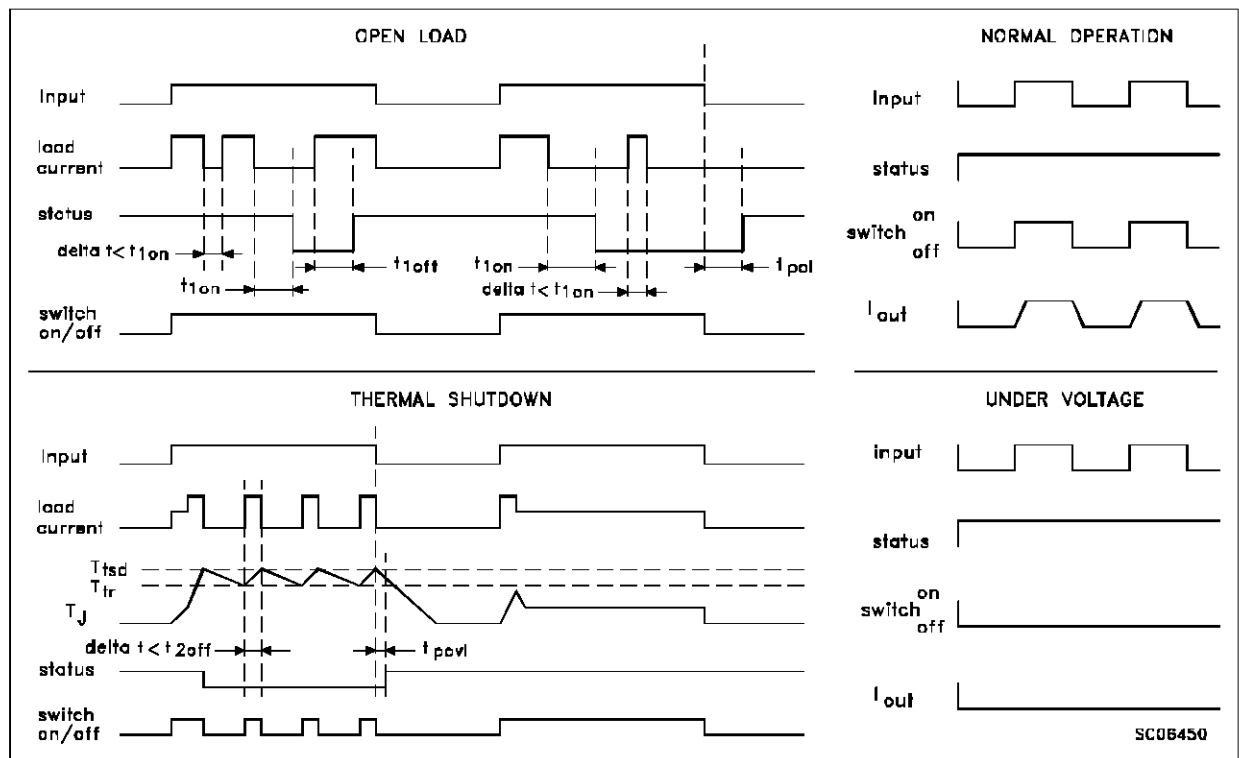 OPEN LOAD
Input
load
current
status
delta t< t1on
t1on
t1off
t1on
delta t< t1on
tpol
switch
on/off
NORMAL OPERATION
Input
status
switch on
off
Iout
THERMAL SHUTDOWN
Input
load
current
Ttsd
Ttr
TJ
delta t< t2off
tpovl
status
switch
on/off
UNDER VOLTAGE
input
status
switch on
off
Iout
SC06450